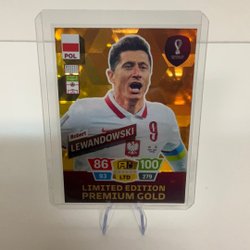 POL
Robert
LEWANDOWSKI
9
86
100
93
LTD
279
LIMITED EDITION
PREMIUM GOLD